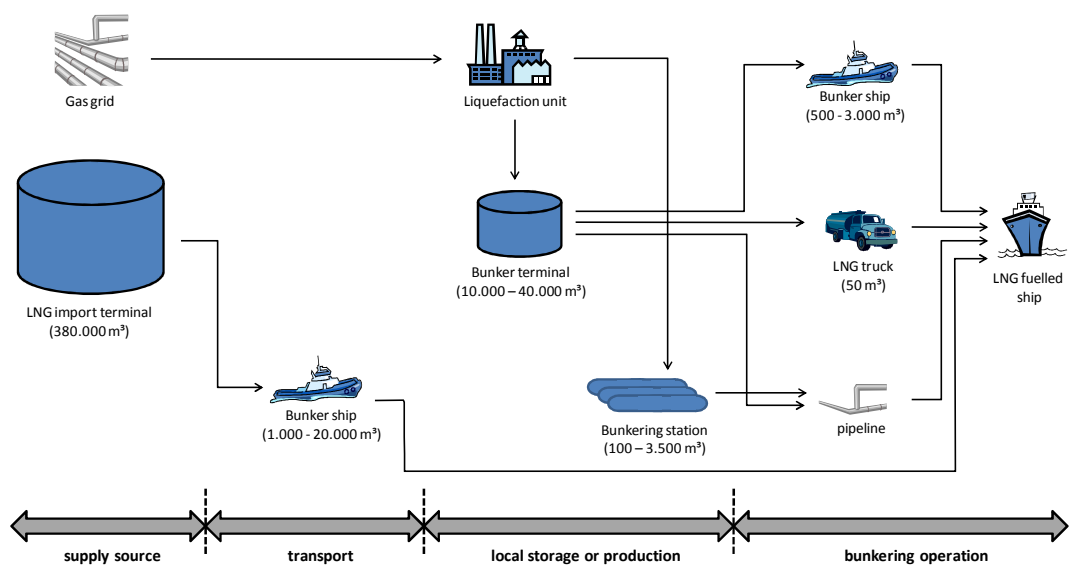 Gas grid
Liquefaction unit
Bunker ship
(500 - 3.000 m³)
LNG import terminal
(380.000 m³)
Bunker terminal
(10.000 – 40.000 m³)
LNG truck
(50 m³)
LNG fuelled
ship
Bunker ship
(1.000 - 20.000 m³)
Bunkering station
(100 – 3.500 m³)
pipeline
supply source
transport
local storage or production
bunkering operation